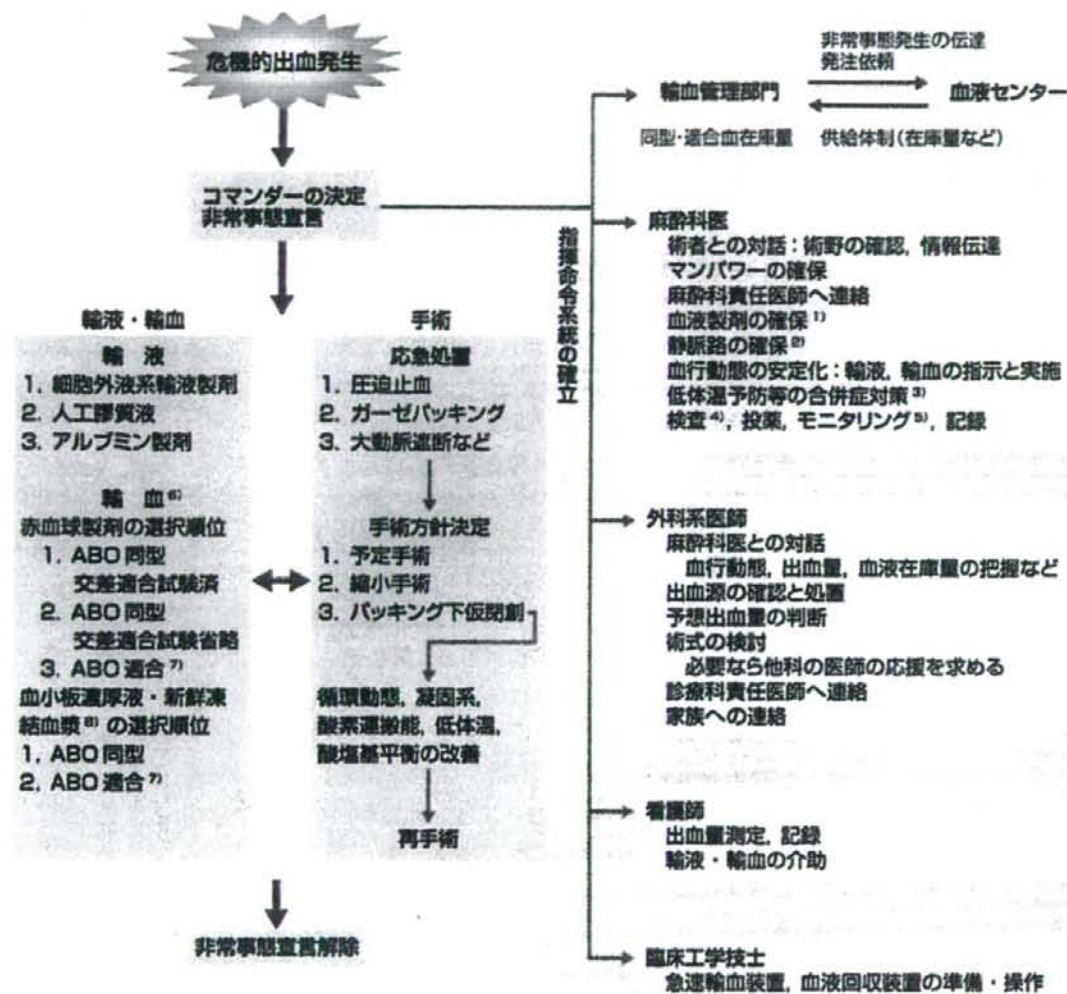 危機的出血発生
コマンダーの決定
非常事態宣言
輸液・輸血
輸 液
1. 細胞外液系輸液製剤
2. 人工膠質液
3. アルブミン製剤
輸 血 6)
赤血球製剤の選択順位
1. ABO 同型
交差適合試験済
2. ABO 同型
交差適合試験省略
3. ABO 適合 7)
血小板濃厚液・新鮮凍
結血漿 8) の選択順位
1. ABO 同型
2. ABO 適合 7)
手術
応急処置
1. 圧迫止血
2. ガーゼパッキング
3. 大動脈遮断など
手術方針決定
1. 予定手術
2. 縮小手術
3. パッキング下仮閉創
循環動態, 凝固系,
酸素運搬能, 低体温,
酸塩基平衡の改善
再手術
非常事態宣言解除
指揮命令系統の確立
輸血管理部門
非常事態発生の伝達
発注依頼
血液センター
同型・適合血在庫量
供給体制(在庫量など)
麻酔科医
術者との対話:術野の確認, 情報伝達
マンパワーの確保
麻酔科責任医師へ連絡
血液製剤の確保 1)
静脈路の確保 2)
血行動態の安定化:輸液, 輸血の指示と実施
低体温予防等の合併症対策 3)
検査 4), 投薬, モニタリング 5), 記録
外科系医師
麻酔科医との対話
血行動態, 出血量, 血液在庫量の把握など
出血源の確認と処置
予想出血量の判断
術式の検討
必要なら他科の医師の応援を求める
診療科責任医師へ連絡
家族への連絡
看護師
出血量測定, 記録
輸液・輸血の介助
臨床工学技士
急速輸血装置, 血液回収装置の準備・操作